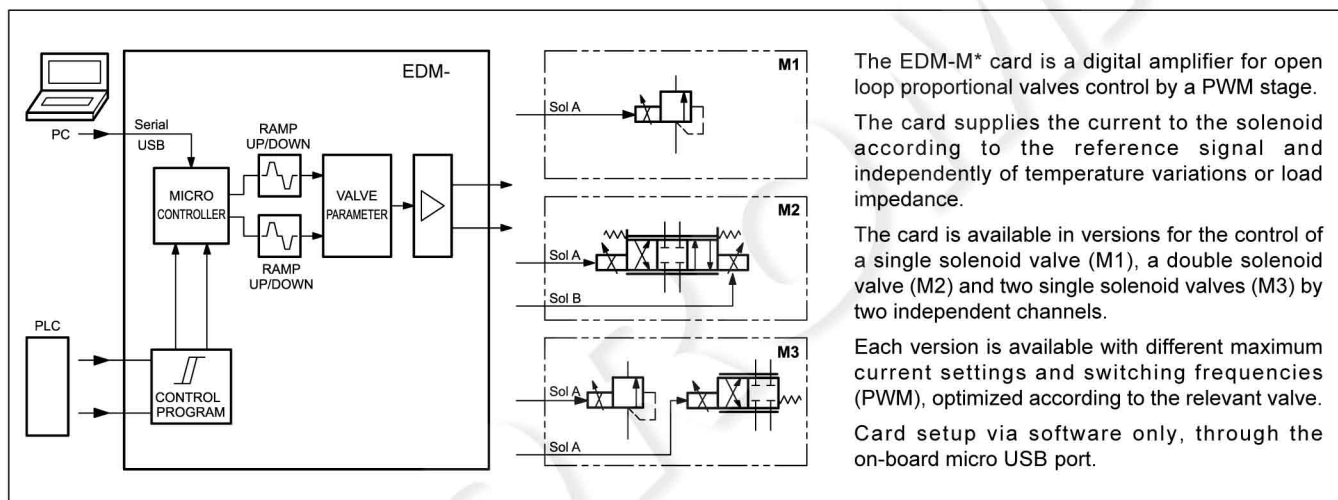 EDM-
PC
Serial
USB
RAMP
UP/DOWN
MICRO
CONTROLLER
VALVE
PARAMETER
RAMP
UP/DOWN
PLC
CONTROL
PROGRAM
M1
Sol A
M2
Sol A
Sol B
M3
Sol A
Sol A
The EDM-M* card is a digital amplifier for open
loop proportional valves control by a PWM stage.
The card supplies the current to the solenoid
according to the reference signal and
independently of temperature variations or load
impedance.
The card is available in versions for the control of
a single solenoid valve (M1), a double solenoid
valve (M2) and two single solenoid valves (M3) by
two independent channels.
Each version is available with different maximum
current settings and switching frequencies
(PWM), optimized according to the relevant valve.
Card setup via software only, through the
on-board micro USB port.